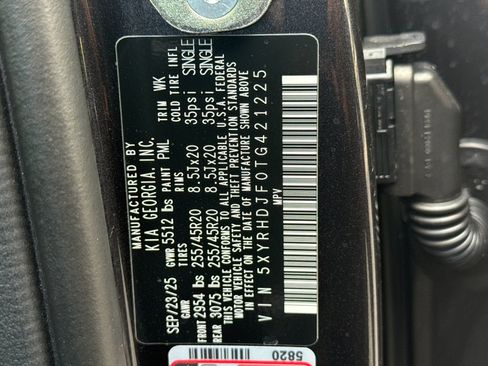 MANUFACTURED BY
KIA GEORGIA, INC.
SEP/23/25 GVWR 5512 lbs PAINT PML TRIM WK
GAWR TIRES RIMS COLD TIRE INFL
FRONT 2954 lbs 255/45R20 8.5Jx20 35psi SINGLE
REAR 3075 lbs 255/45R20 8.5Jx20 35psi SINGLE
THIS VEHICLE CONFORMS TO ALL APPLICABLE U.S.A. FEDERAL
MOTOR VEHICLE SAFETY AND THEFT PREVENTION STANDARDS
IN EFFECT ON THE DATE OF MANUFACTURE SHOWN ABOVE
VIN 5XYRHDJF0TG421225
MPV
5820